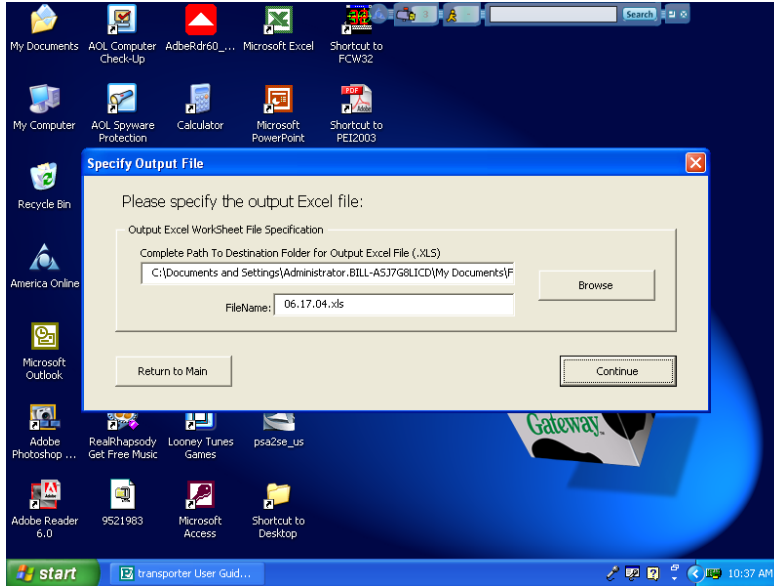 My Documents
AOL Computer
Check-Up
AdbeRdr60_...
Microsoft Excel
Shortcut to
FCW32
3
Search
My Computer
AOL Spyware
Protection
Calculator
Microsoft
PowerPoint
PDF
Adobe
Shortcut to
PEI2003
Recycle Bin
America Online
Microsoft
Outlook
Specify Output File
Please specify the output Excel file:
Output Excel WorkSheet File Specification
Complete Path To Destination Folder for Output Excel File (.XLS)
C:\Documents and Settings\Administrator.BILL-ASJ7G8LICD\My Documents\F
Browse
FileName:
06.17.04.xls
Return to Main
Continue
Gateway
Adobe
Photoshop ...
RealRhapsody
Get Free Music
Looney Tunes
Games
psa2se_us
Adobe Reader
6.0
9521983
Microsoft
Access
Shortcut to
Desktop
start
transporter User Guid...
10:37 AM